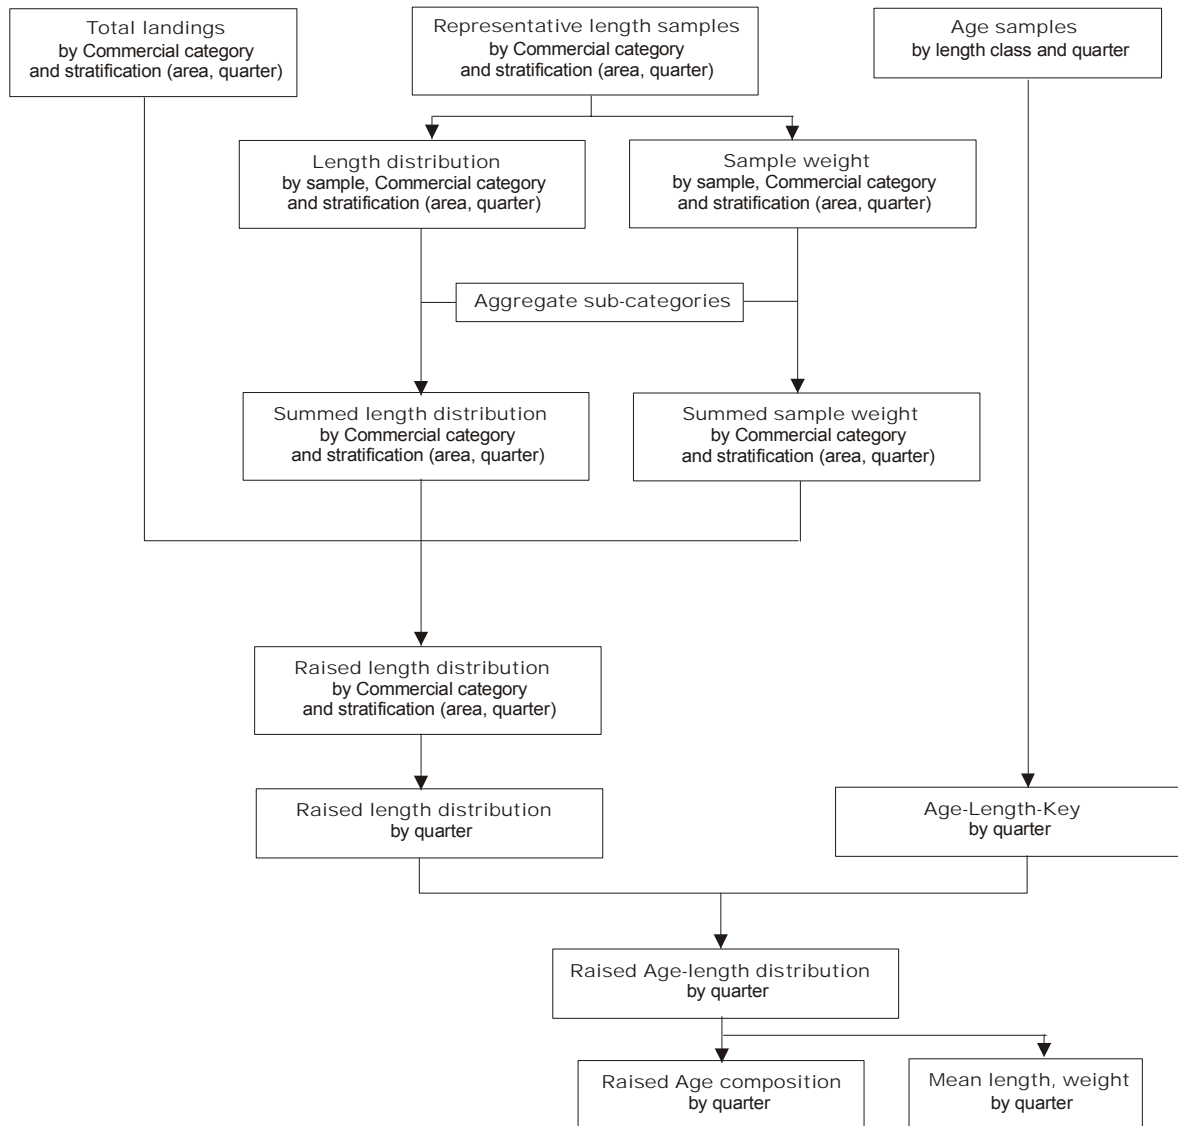 Total landings
by Commercial category
and stratification (area, quarter)
Representative length samples
by Commercial category
and stratification (area, quarter)
Age samples
by length class and quarter
Length distribution
by sample, Commercial category
and stratification (area, quarter)
Sample weight
by sample, Commercial category
and stratification (area, quarter)
Aggregate sub-categories
Summed length distribution
by Commercial category
and stratification (area, quarter)
Summed sample weight
by Commercial category
and stratification (area, quarter)
Raised length distribution
by Commercial category
and stratification (area, quarter)
Raised length distribution
by quarter
Age-Length-Key
by quarter
Raised Age-length distribution
by quarter
Raised Age composition
by quarter
Mean length, weight
by quarter